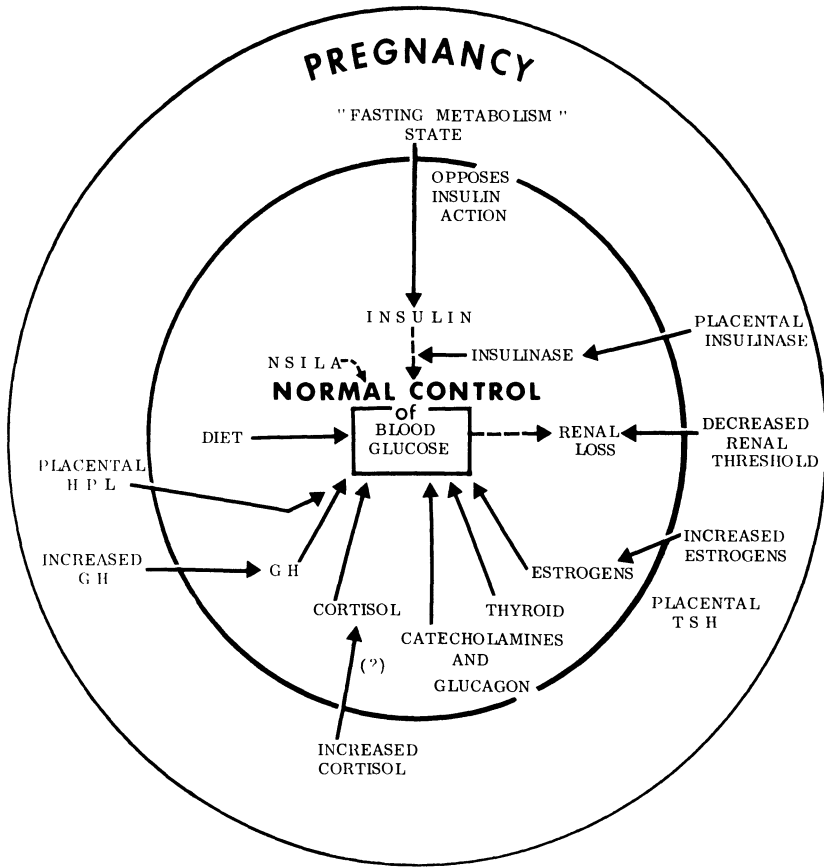 PREGNANCY
"FASTING METABOLISM"
STATE
OPPOSES
INSULIN
ACTION
INSULIN
PLACENTAL
INSULINASE
INSULINASE
NSILA
NORMAL CONTROL
of
BLOOD
GLUCOSE
DIET
RENAL
LOSS
DECREASED
RENAL
THRESHOLD
PLACENTAL
HPL
INCREASED
GH
GH
INCREASED
ESTROGENS
ESTROGENS
CORTISOL
THYROID
PLACENTAL
TSH
CATECHOLAMINES
AND
GLUCAGON
(?)
INCREASED
CORTISOL